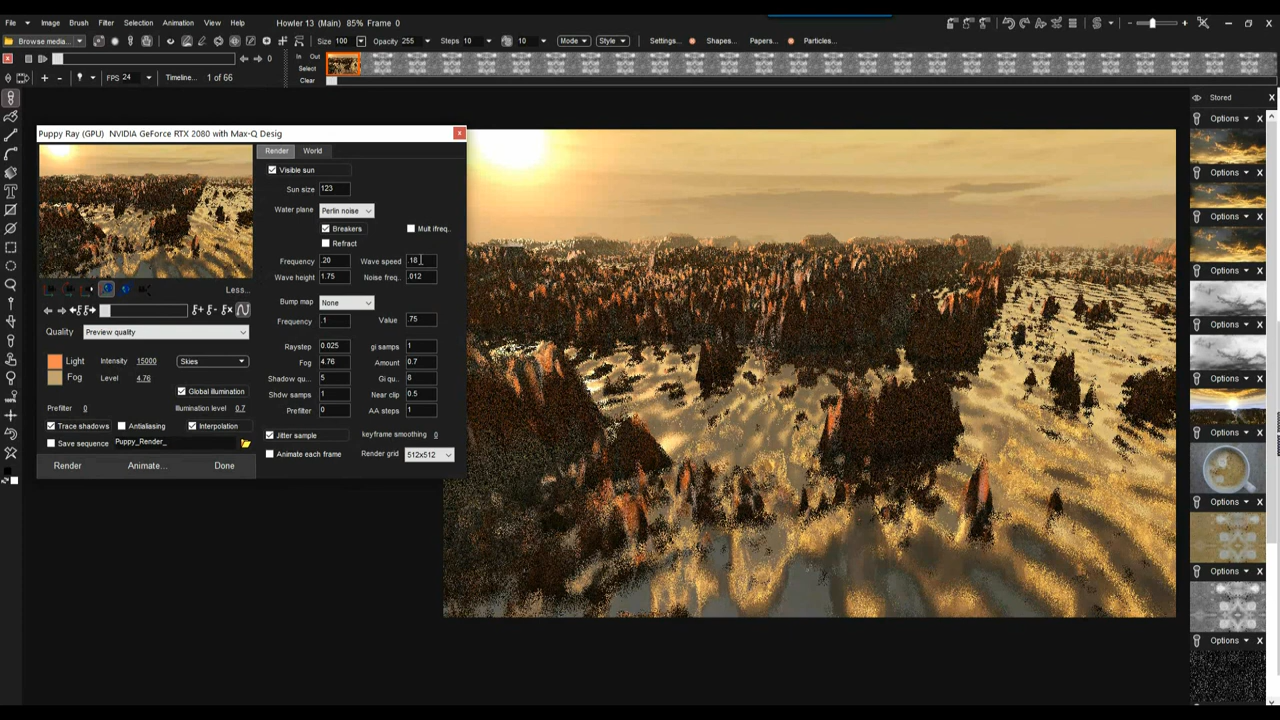 File Image Brush Filter Selection Animation View Help Howler 13 (Main) 85% Frame 0
Browse media... Size 100 Opacity 255 Steps 10 10 Mode Style Settings... Shapes... Papers... Particles...
0 In Out
Select
FPS 24 Timeline... 1 of 66 Clear
Stored
Options X
Puppy Ray (GPU) NVIDIA GeForce RTX 2080 with Max-Q Desig
Render World
Visible sun
Sun size 123
Options X
Water plane Perlin noise
Options X
Breakers Mult ifreq..
Refract
Frequency .20 Wave speed .18
Options X
Wave height 1.75 Noise freq.. .012
Less...
Bump map None
Frequency .1 Value .75
Options X
Quality Preview quality
Raystep 0.025 gi samps 1
Light Intensity 15000 Skies
Fog 4.76 Amount 0.7
Fog Level 4.76
Shadow qu... 5 Gi qu... 8
Options X
Global illumination
Shdw samps 1 Near clip 0.5
Prefilter 0 Illumination level 0.7
Prefilter 0 AA steps 1
Trace shadows Antialiasing Interpolation
Jitter sample keyframe smoothing 0
Options X
Save sequence Puppy_Render_
Animate each frame Render grid 512x512
Render Animate... Done
Options X
Options X
Options X